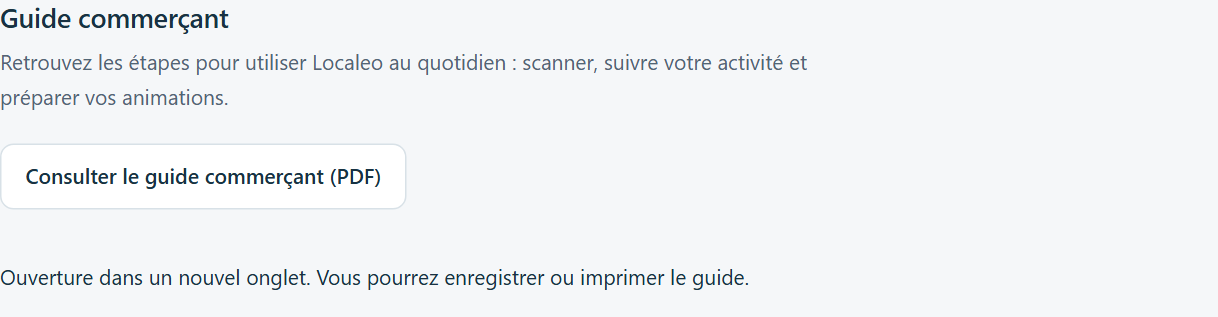 Guide commerçant
Retrouvez les étapes pour utiliser Localeo au quotidien : scanner, suivre votre activité et
préparer vos animations.
Consulter le guide commerçant (PDF)
Ouverture dans un nouvel onglet. Vous pourrez enregistrer ou imprimer le guide.